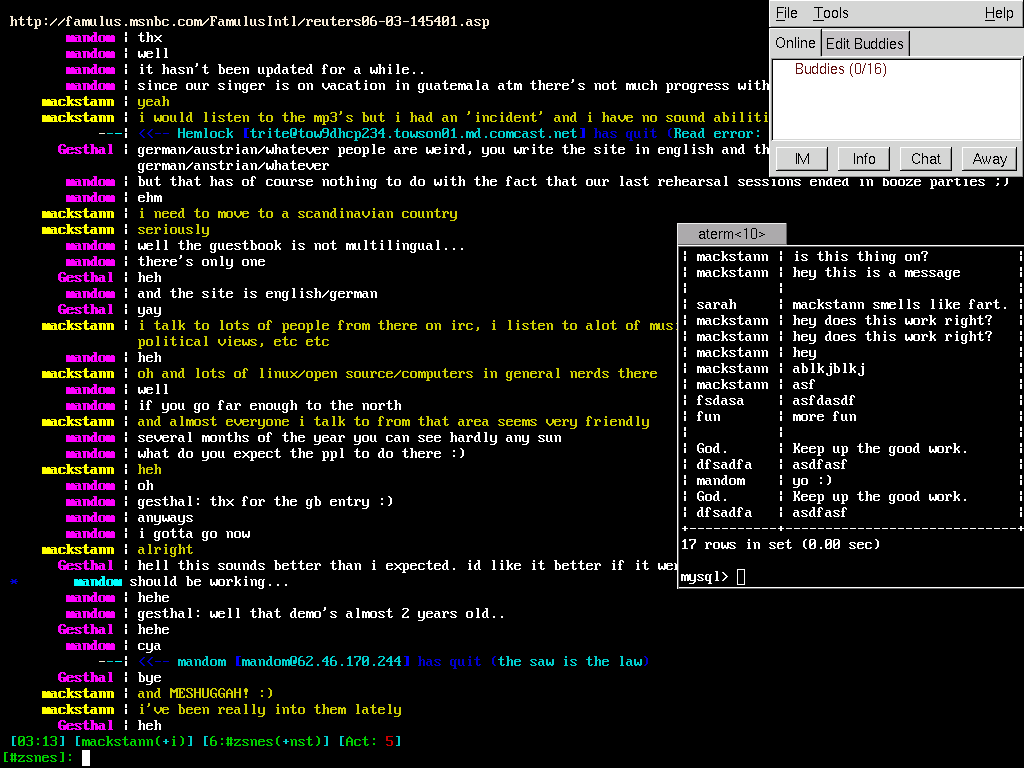 http://famulus.msnbc.com/FamulusIntl/reuters06-03-145401.asp
mandom | thx
mandom | well
mandom | it hasn't been updated for a while..
mandom | since our singer is on vacation in guatemala atm there's not much progress with
mackstann | yeah
mackstann | i would listen to the mp3's but i had an 'incident' and i have no sound abiliti
---| <<-- Hemlock [trite@tow9dhcp234.towson01.md.comcast.net] has quit (Read error:
Gesthal | german/austrian/whatever people are weird, you write the site in english and th
german/anstrian/whatever
mandom | but that has of course nothing to do with the fact that our last rehearsal sessions ended in booze parties ;)
mandom | ehm
mackstann | i need to move to a scandinavian country
mackstann | seriously
mandom | well the guestbook is not multilingual...
mandom | there's only one
Gesthal | heh
mandom | and the site is english/german
Gesthal | yay
mackstann | i talk to lots of people from there on irc, i listen to alot of mus
political views, etc etc
mandom | heh
mackstann | oh and lots of linux/open source/computers in general nerds there
mandom | well
mandom | if you go far enough to the north
mackstann | and almost everyone i talk to from that area seems very friendly
mandom | several months of the year you can see hardly any sun
mandom | what do you expect the ppl to do there :)
mackstann | heh
mandom | oh
mandom | gesthal: thx for the gb entry :)
mandom | anyways
mandom | i gotta go now
mackstann | alright
Gesthal | hell this sounds better than i expected. id like it better if it wer
* mandom should be working...
mandom | hehe
mandom | gesthal: well that demo's almost 2 years old..
Gesthal | hehe
mandom | cya
---| <<-- mandom [mandom@62.46.170.244] has quit (the saw is the law)
Gesthal | bye
mackstann | and MESHUGGAH! :)
mackstann | i've been really into them lately
Gesthal | heh
[03:13] [mackstann(+i)] [6:#zsnes(+nst)] [Act: 5]
[#zsnes]:
File Tools Help
Online Edit Buddies
Buddies (0/16)
IM Info Chat Away
aterm<10>
| mackstann | is this thing on? |
| mackstann | hey this is a message |
| | |
| sarah | mackstann smells like fart. |
| mackstann | hey does this work right? |
| mackstann | hey does this work right? |
| mackstann | hey |
| mackstann | ablkjblkj |
| mackstann | asf |
| fsdasa | asfdasdf |
| fun | more fun |
| | |
| God. | Keep up the good work. |
| dfsadfa | asdfasf |
| mandom | yo :) |
| God. | Keep up the good work. |
| dfsadfa | asdfasf |
+-----------+-----------------------------+
17 rows in set (0.00 sec)
mysql>